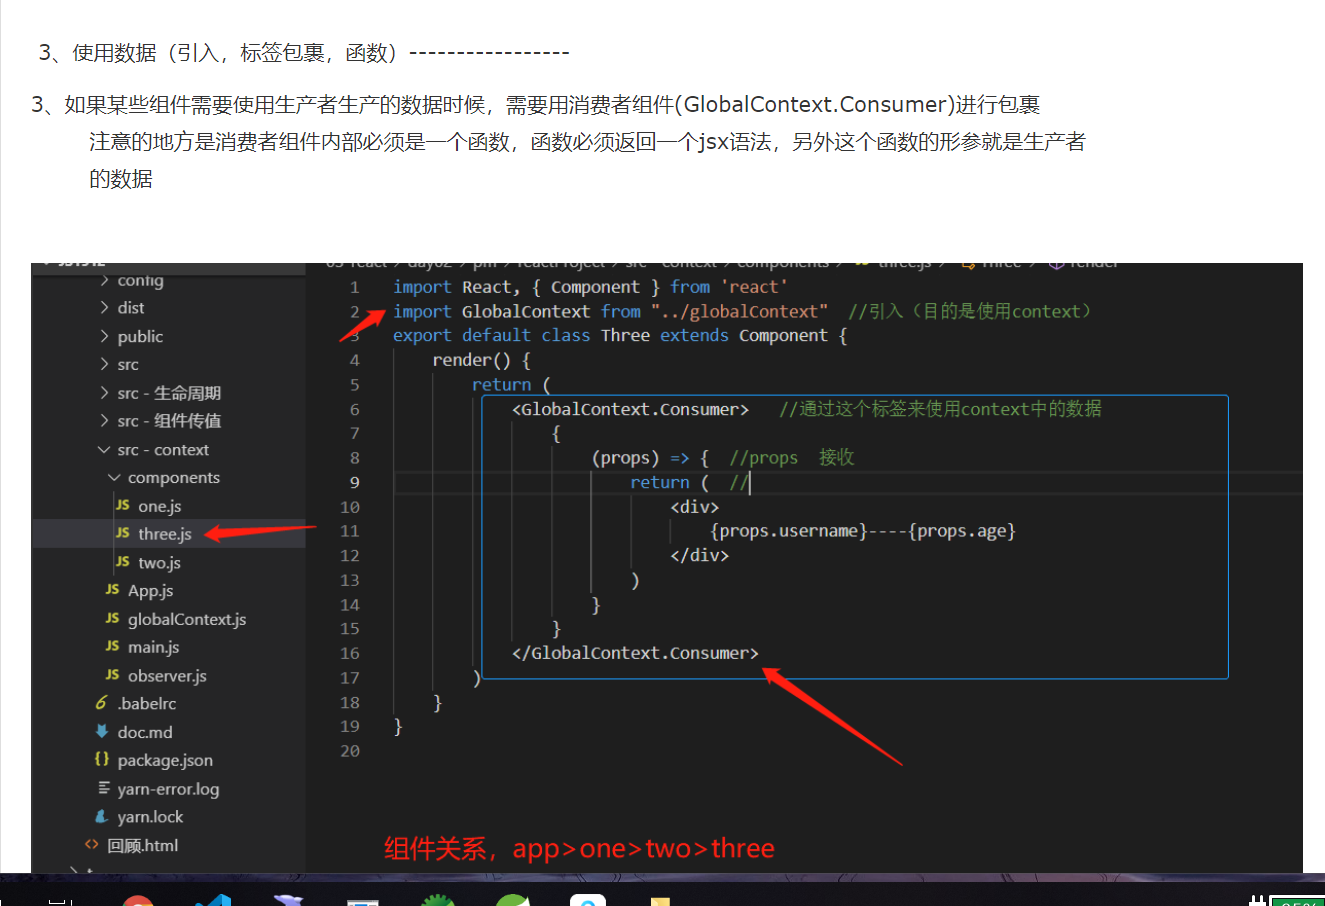 3、使用数据（引入，标签包裹，函数）-----------------
3、如果某些组件需要使用生产者生产的数据时候，需要用消费者组件(GlobalContext.Consumer)进行包裹
注意的地方是消费者组件内部必须是一个函数，函数必须返回一个jsx语法，另外这个函数的形参就是生产者
的数据
config
dist
public
src
src - 生命周期
src - 组件传值
src - context
components
JS one.js
JS three.js
JS two.js
JS App.js
JS globalContext.js
JS main.js
JS observer.js
.babelrc
doc.md
{} package.json
yarn-error.log
yarn.lock
<> 回顾.html
1 import React, { Component } from 'react'
2 import GlobalContext from "../globalContext" //引入（目的是使用context）
3 export default class Three extends Component {
4 render() {
5 return (
6 <GlobalContext.Consumer> //通过这个标签来使用context中的数据
7 {
8 (props) => { //props 接收
9 return ( //
10 <div>
11 {props.username}----{props.age}
12 </div>
13 )
14 }
15 }
16 </GlobalContext.Consumer>
17 )
18 }
19 }
20
组件关系，app>one>two>three